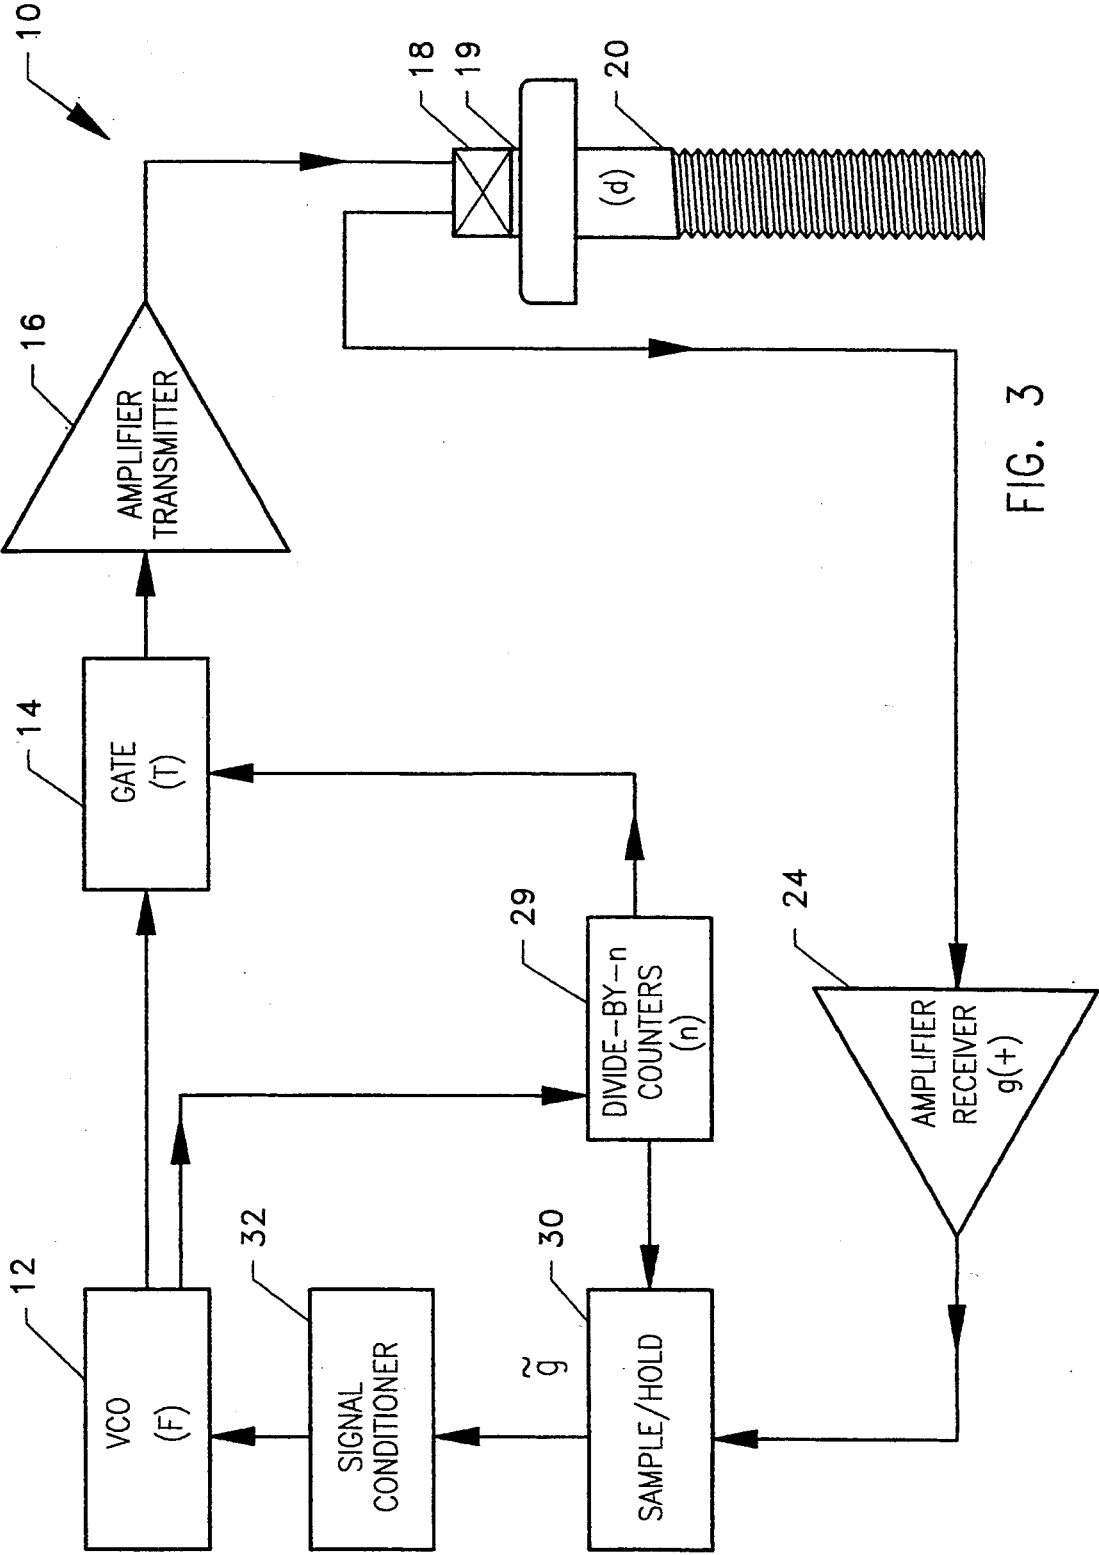 10
16
AMPLIFIER
TRANSMITTER
18
19
20
(d)
14
GATE
(T)
12
VCO
(F)
32
SIGNAL
CONDITIONER
29
DIVIDE-BY-n
COUNTERS
(n)
30
g̃
SAMPLE/HOLD
24
AMPLIFIER
RECEIVER
g(+)
FIG. 3